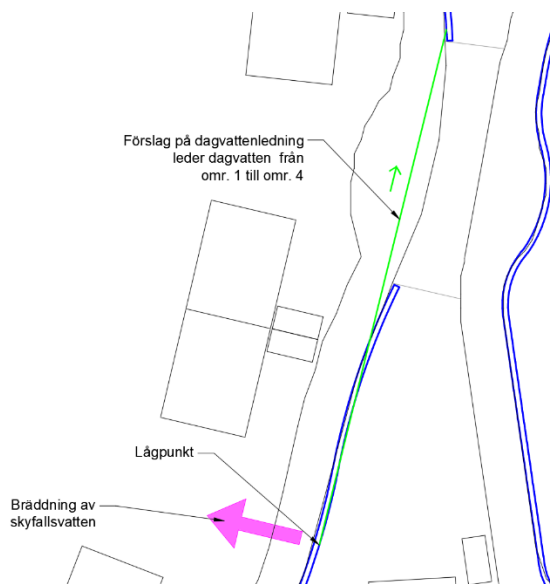 Förslag på dagvattenledning
leder dagvatten från
omr. 1 till omr. 4
Lågpunkt
Bräddning av
skyfallsvatten